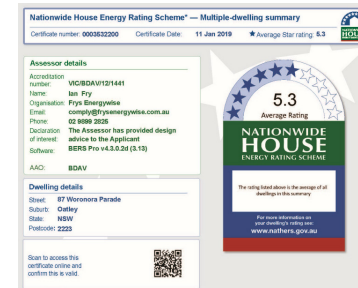 Nationwide House Energy Rating Scheme* — Multiple-dwelling summary
Certificate number: 0003532200 Certificate Date: 11 Jan 2019 ★ Average Star rating: 5.3
HOUSE
Assessor details
Accreditation
number: VIC/BDAV/12/1441
Name: Ian Fry
Organisation: Frys Energywise
Email: comply@frysenergywise.com.au
Phone: 02 9899 2825
Declaration The Assessor has provided design
of interest: advice to the Applicant
Software: BERS Pro v4.3.0.2d (3.13)
AAO: BDAV
Dwelling details
Street: 87 Woronora Parade
Suburb: Oatley
State: NSW
Postcode: 2223
Scan to access this
certificate online and
confirm this is valid.
5.3
Average Rating
NATIONWIDE
HOUSE
ENERGY RATING SCHEME
The rating listed above is the average of all
dwellings in this summary
For more information on
your dwelling's rating see:
www.nathers.gov.au